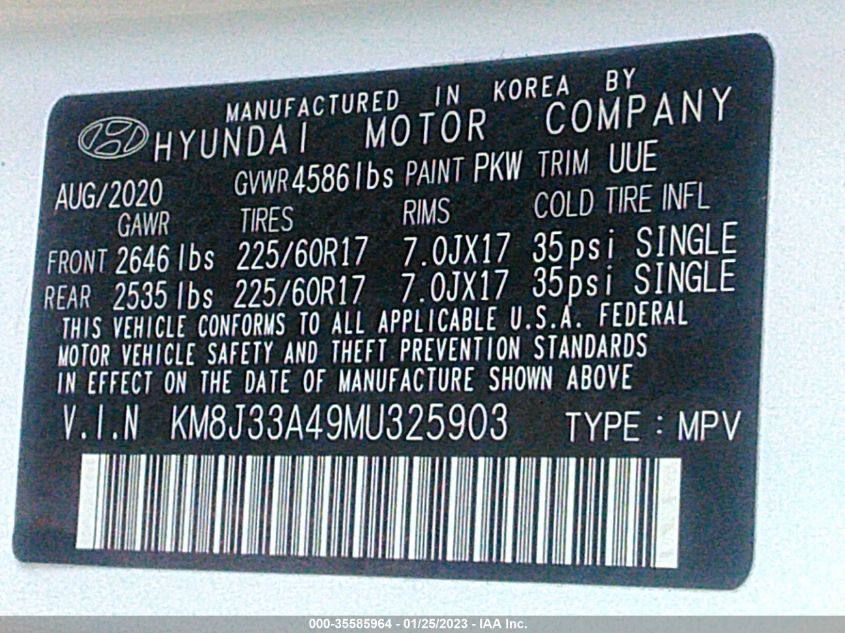 MANUFACTURED IN KOREA BY
HYUNDAI MOTOR COMPANY
AUG/2020 GVWR 4586 lbs PAINT PKW TRIM UUE
GAWR TIRES RIMS COLD TIRE INFL
FRONT 2646 lbs 225/60R17 7.0JX17 35psi SINGLE
REAR 2535 lbs 225/60R17 7.0JX17 35psi SINGLE
THIS VEHICLE CONFORMS TO ALL APPLICABLE U.S.A. FEDERAL
MOTOR VEHICLE SAFETY AND THEFT PREVENTION STANDARDS
IN EFFECT ON THE DATE OF MANUFACTURE SHOWN ABOVE
V.I.N KM8J33A49MU325903 TYPE : MPV
000-35585964 - 01/25/2023 - IAA Inc.